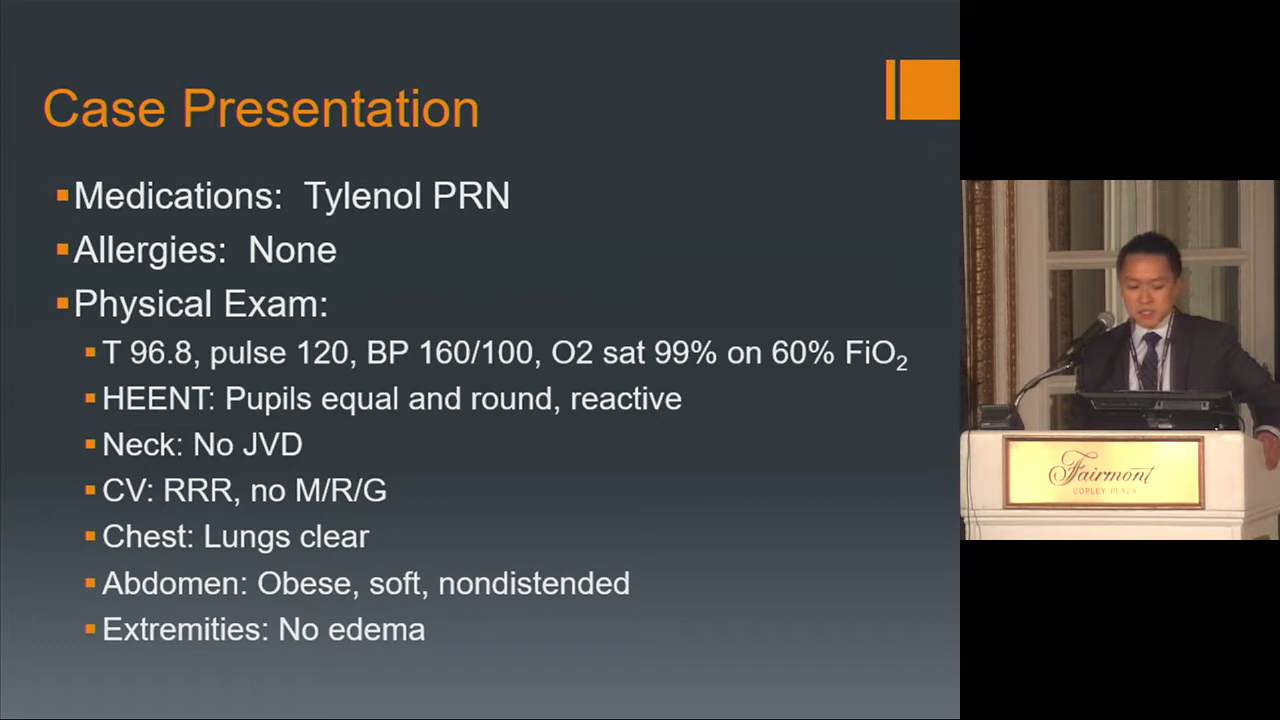 Case Presentation
Medications: Tylenol PRN
Allergies: None
Physical Exam:
T 96.8, pulse 120, BP 160/100, O2 sat 99% on 60% FiO₂
HEENT: Pupils equal and round, reactive
Neck: No JVD
CV: RRR, no M/R/G
Chest: Lungs clear
Abdomen: Obese, soft, nondistended
Extremities: No edema
Fairmont
COPLEY PLAZA